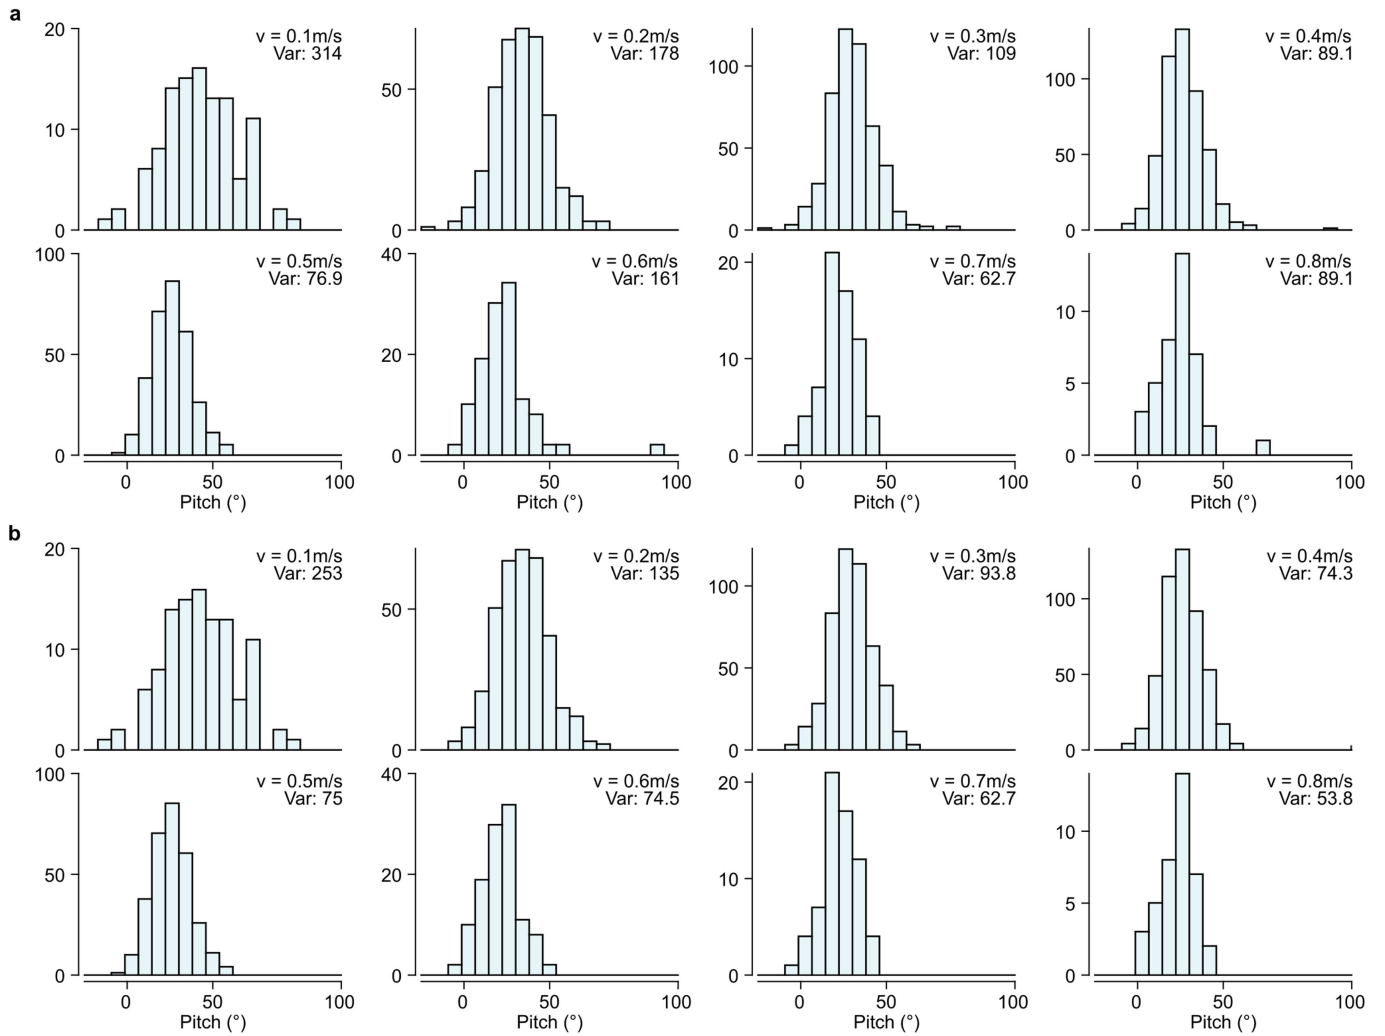 a
v = 0.1m/s
Var: 314
20
10
0
v = 0.2m/s
Var: 178
50
0
v = 0.3m/s
Var: 109
100
50
0
v = 0.4m/s
Var: 89.1
100
50
0
v = 0.5m/s
Var: 76.9
100
50
0
0 50 100
Pitch (°)
v = 0.6m/s
Var: 161
40
20
0
0 50 100
Pitch (°)
v = 0.7m/s
Var: 62.7
20
10
0
0 50 100
Pitch (°)
v = 0.8m/s
Var: 89.1
10
5
0
0 50 100
Pitch (°)
b
v = 0.1m/s
Var: 253
20
10
0
v = 0.2m/s
Var: 135
50
0
v = 0.3m/s
Var: 93.8
100
50
0
v = 0.4m/s
Var: 74.3
100
50
0
v = 0.5m/s
Var: 75
100
50
0
0 50 100
Pitch (°)
v = 0.6m/s
Var: 74.5
40
20
0
0 50 100
Pitch (°)
v = 0.7m/s
Var: 62.7
20
10
0
0 50 100
Pitch (°)
v = 0.8m/s
Var: 53.8
10
5
0
0 50 100
Pitch (°)